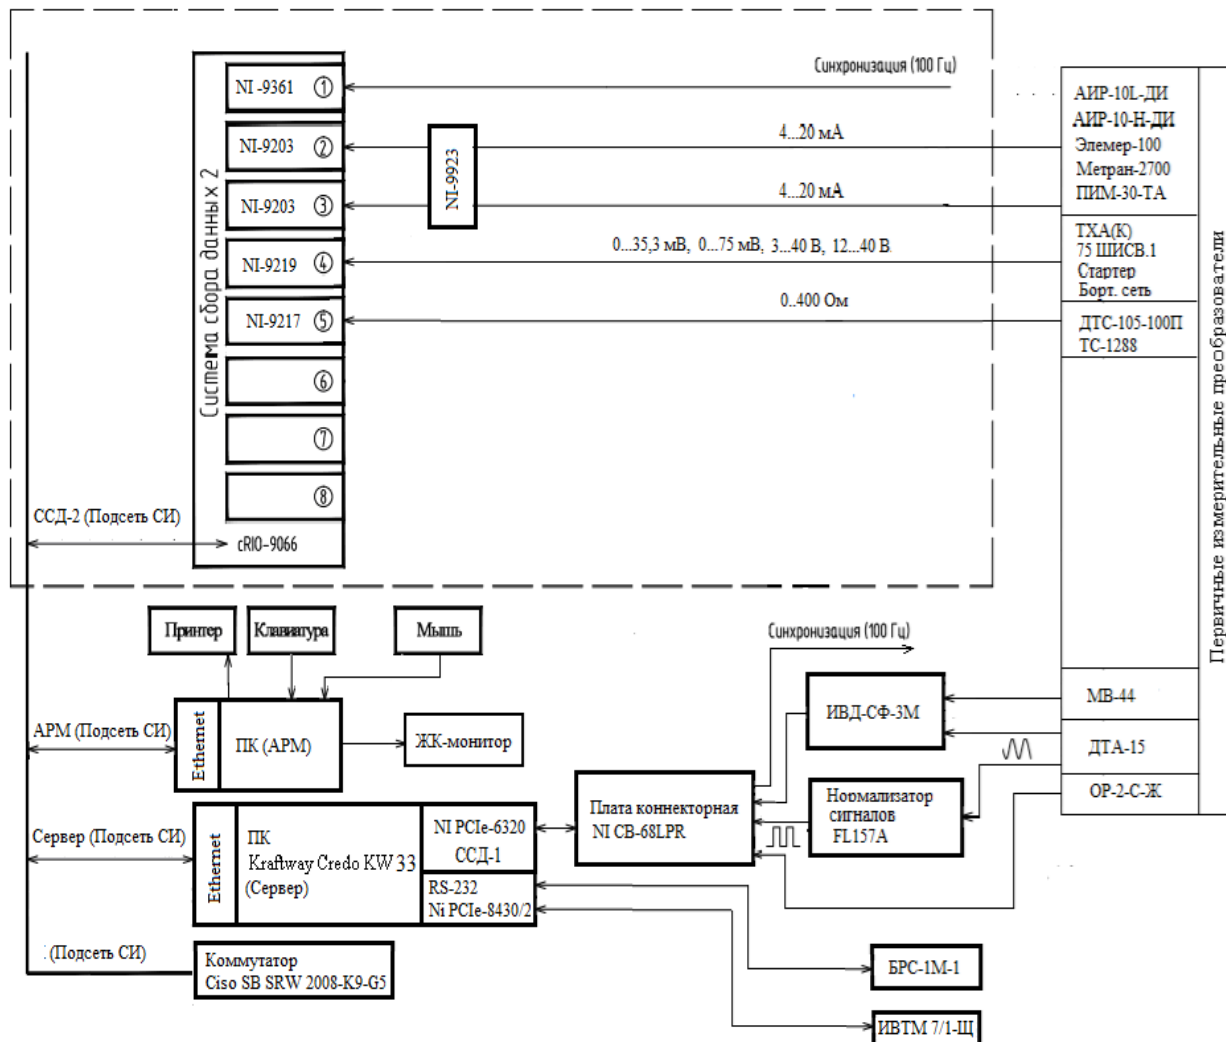 Синхронизация (100 Гц)
NI -9361 ①
NI-9203 ②
NI-9203 ③
NI-9219 ④
NI-9217 ⑤
⑥
⑦
⑧
Система сбора данных 2
cRIO-9066
NI-9923
4...20 мА
4...20 мА
0...35,3 мВ, 0...75 мВ, 3...40 В, 12...40 В
0..400 Ом
АИР-10L-ДИ
АИР-10-Н-ДИ
Элемер-100
Метран-2700
ПИМ-30-ТА
ТХА(К)
75 ШИСВ.1
Стартер
Борт. сеть
ДТС-105-100П
ТС-1288
МВ-44
ДТА-15
ОР-2-С-Ж
Первичные измерительные преобразователи
ССД-2 (Подсеть СИ)
Принтер
Клавиатура
Мышь
Синхронизация (100 Гц)
АРМ (Подсеть СИ)
Ethernet
ПК (АРМ)
ЖК-монитор
ИВД-СФ-3М
Плата коннекторная
NI CB-68LPR
Нормализатор
сигналов
FL157A
Сервер (Подсеть СИ)
Ethernet
ПК
Kraftway Credo KW 33
(Сервер)
NI PCIe-6320
ССД-1
RS-232
Ni PCIe-8430/2
(Подсеть СИ)
Коммутатор
Ciso SB SRW 2008-K9-G5
БРС-1М-1
ИВТМ 7/1-Щ